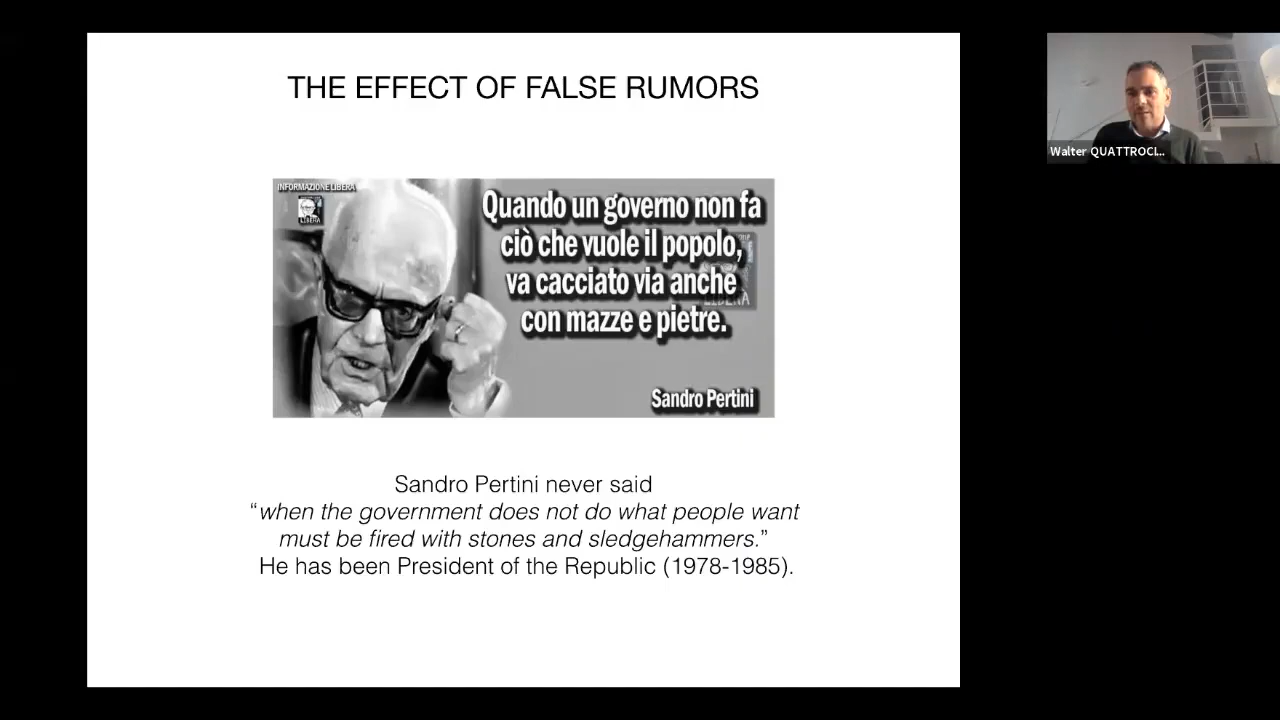 THE EFFECT OF FALSE RUMORS
INFORMAZIONE LIBERA
LIBERA
Quando un governo non fa
ciò che vuole il popolo,
va cacciato via anche
con mazze e pietre.
LIBERA
Sandro Pertini
Sandro Pertini never said
“when the government does not do what people want
must be fired with stones and sledgehammers.”
He has been President of the Republic (1978-1985).
Walter QUATTROCI...